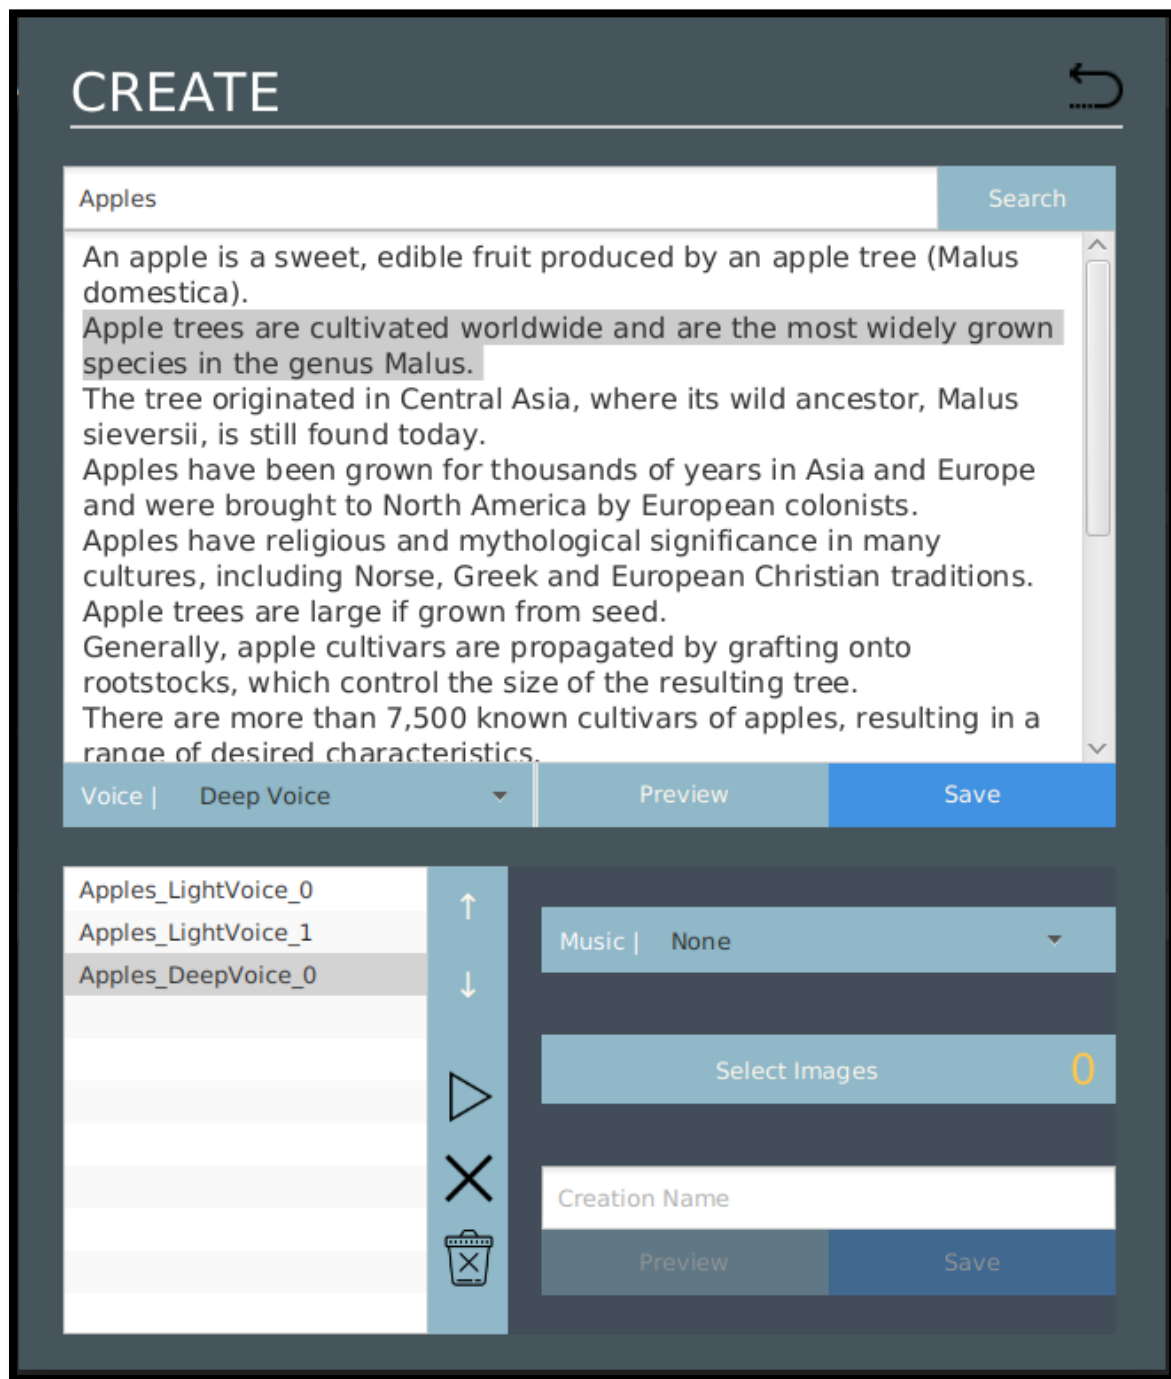 CREATE
Apples
Search
An apple is a sweet, edible fruit produced by an apple tree (Malus
domestica).
Apple trees are cultivated worldwide and are the most widely grown
species in the genus Malus.
The tree originated in Central Asia, where its wild ancestor, Malus
sieversii, is still found today.
Apples have been grown for thousands of years in Asia and Europe
and were brought to North America by European colonists.
Apples have religious and mythological significance in many
cultures, including Norse, Greek and European Christian traditions.
Apple trees are large if grown from seed.
Generally, apple cultivars are propagated by grafting onto
rootstocks, which control the size of the resulting tree.
There are more than 7,500 known cultivars of apples, resulting in a
range of desired characteristics.
Voice | Deep Voice
Preview
Save
Apples_LightVoice_0
Apples_LightVoice_1
Apples_DeepVoice_0
Music | None
Select Images 0
Creation Name
Preview
Save